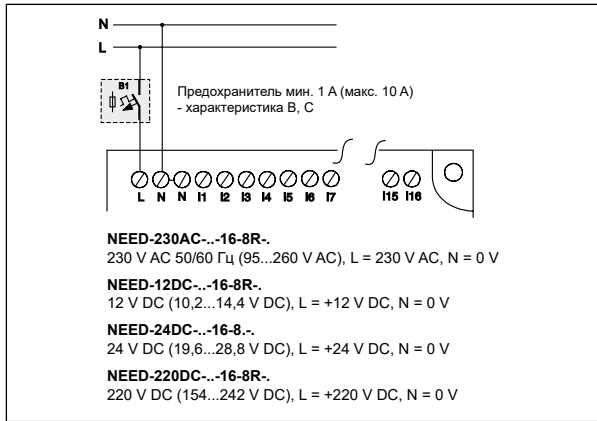 N
L
B1
Предохранитель мин. 1 А (макс. 10 А)
- характеристика В, С
L N N I1 I2 I3 I4 I5 I6 I7 I15 I16
NEED-230AC-..-16-8R-.
230 V AC 50/60 Гц (95...260 V AC), L = 230 V AC, N = 0 V
NEED-12DC-..-16-8R-.
12 V DC (10,2...14,4 V DC), L = +12 V DC, N = 0 V
NEED-24DC-..-16-8.-.
24 V DC (19,6...28,8 V DC), L = +24 V DC, N = 0 V
NEED-220DC-..-16-8R-.
220 V DC (154...242 V DC), L = +220 V DC, N = 0 V